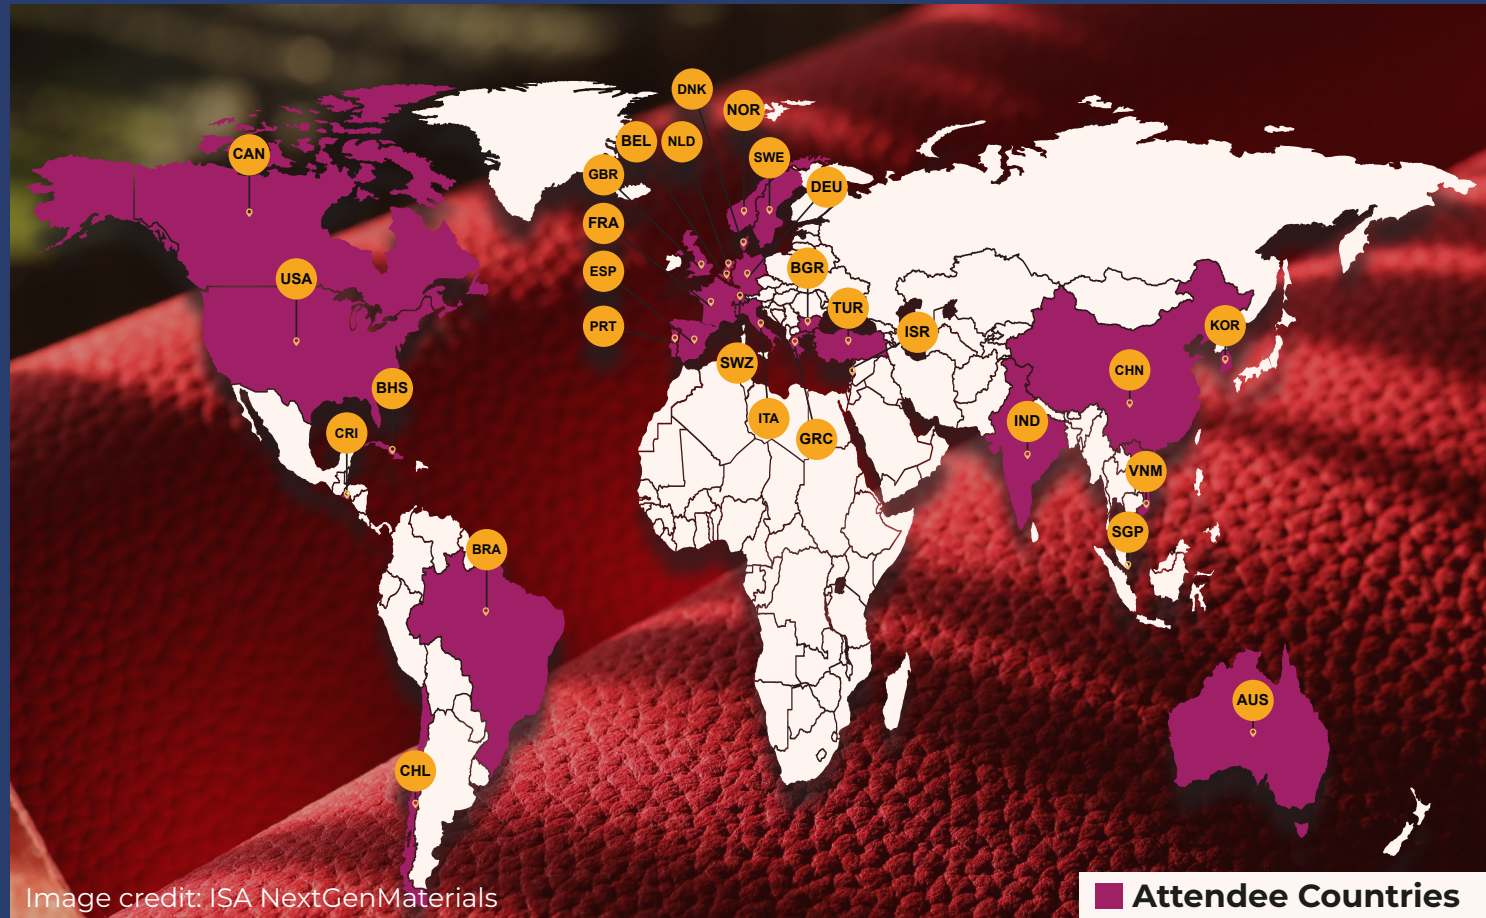 DNK
NOR
BEL
NLD
CAN
SWE
GBR
DEU
FRA
BGR
ESP
USA
TUR
PRT
KOR
ISR
SWZ
CHN
BHS
ITA
IND
CRI
GRC
VNM
SGP
BRA
AUS
CHL
Image credit: ISA NextGenMaterials
Attendee Countries